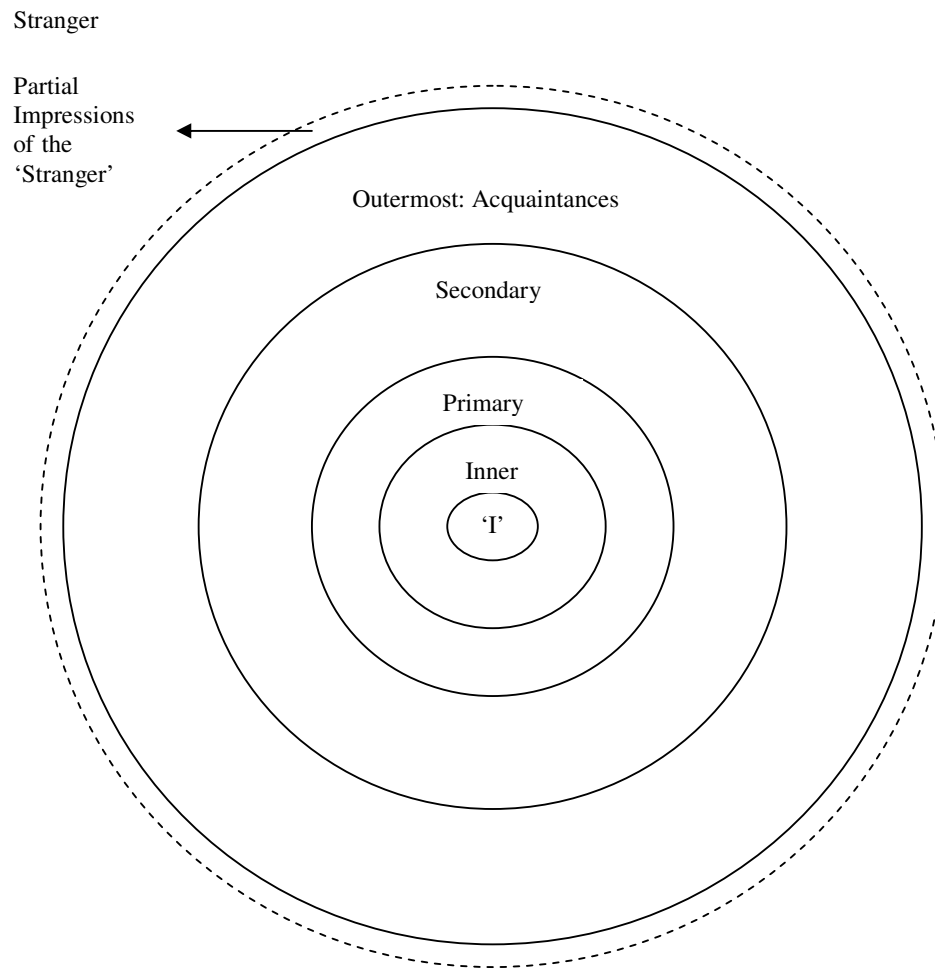 Stranger
Partial
Impressions
of the
‘Stranger’
Outermost: Acquaintances
Secondary
Primary
Inner
‘I’